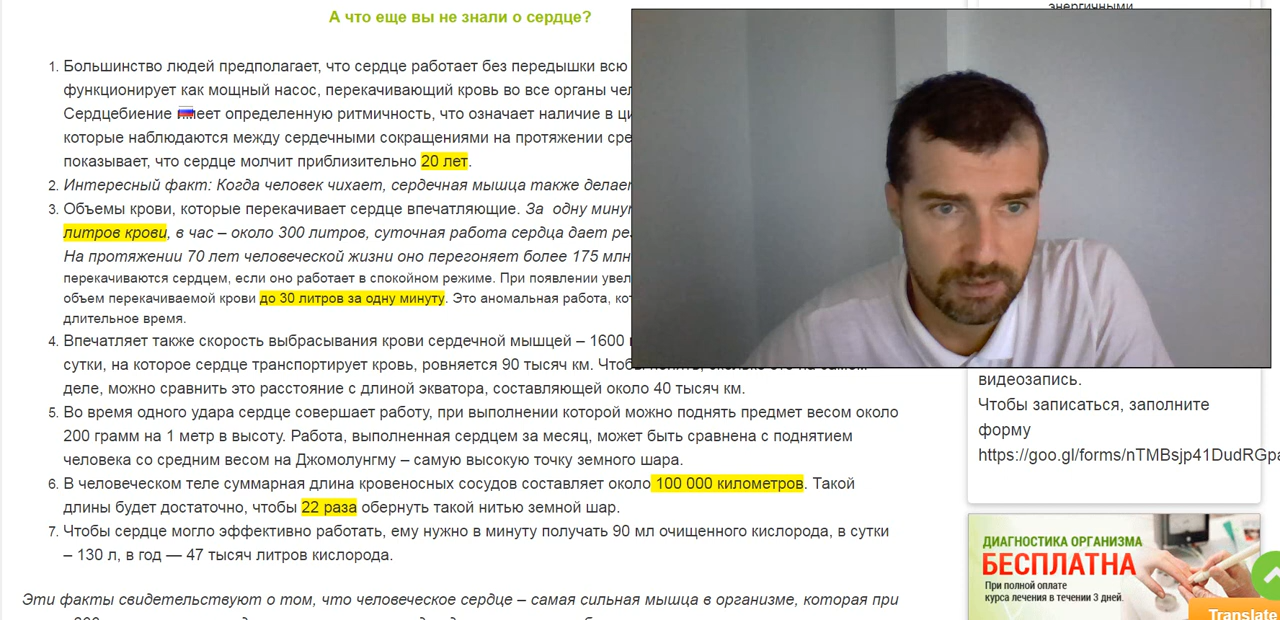 А что еще вы не знали о сердце?
1. Большинство людей предполагает, что сердце работает без передышки всю
функционирует как мощный насос, перекачивающий кровь во все органы чел
Сердцебиение имеет определенную ритмичность, что означает наличие в ци
которые наблюдаются между сердечными сокращениями на протяжении сре
показывает, что сердце молчит приблизительно 20 лет.
2. Интересный факт: Когда человек чихает, сердечная мышца также делает
3. Объемы крови, которые перекачивает сердце впечатляющие. За одну мину
литров крови, в час – около 300 литров, суточная работа сердца дает ре
На протяжении 70 лет человеческой жизни оно перегоняет более 175 млн
перекачиваются сердцем, если оно работает в спокойном режиме. При появлении увел
объем перекачиваемой крови до 30 литров за одну минуту. Это аномальная работа, кот
длительное время.
4. Впечатляет также скорость выбрасывания крови сердечной мышцей – 1600
сутки, на которое сердце транспортирует кровь, ровняется 90 тысяч км.
деле, можно сравнить это расстояние с длиной экватора, составляющей около 40 тысяч км.
5. Во время одного удара сердце совершает работу, при выполнении которой можно поднять предмет весом около
200 грамм на 1 метр в высоту. Работа, выполненная сердцем за месяц, может быть сравнена с поднятием
человека со средним весом на Джомолунгму – самую высокую точку земного шара.
6. В человеческом теле суммарная длина кровеносных сосудов составляет около 100 000 километров. Такой
длины будет достаточно, чтобы 22 раза обернуть такой нитью земной шар.
7. Чтобы сердце могло эффективно работать, ему нужно в минуту получать 90 мл очищенного кислорода, в сутки
– 130 л, в год — 47 тысяч литров кислорода.
Эти факты свидетельствуют о том, что человеческое сердце – самая сильная мышца в организме, которая при
энергичными
видеозапись.
Чтобы записаться, заполните
форму
https://goo.gl/forms/nTMBsjp41DudRGpa
ДИАГНОСТИКА ОРГАНИЗМА
БЕСПЛАТНА
При полной оплате
курса лечения в течении 3 дней.
Translate